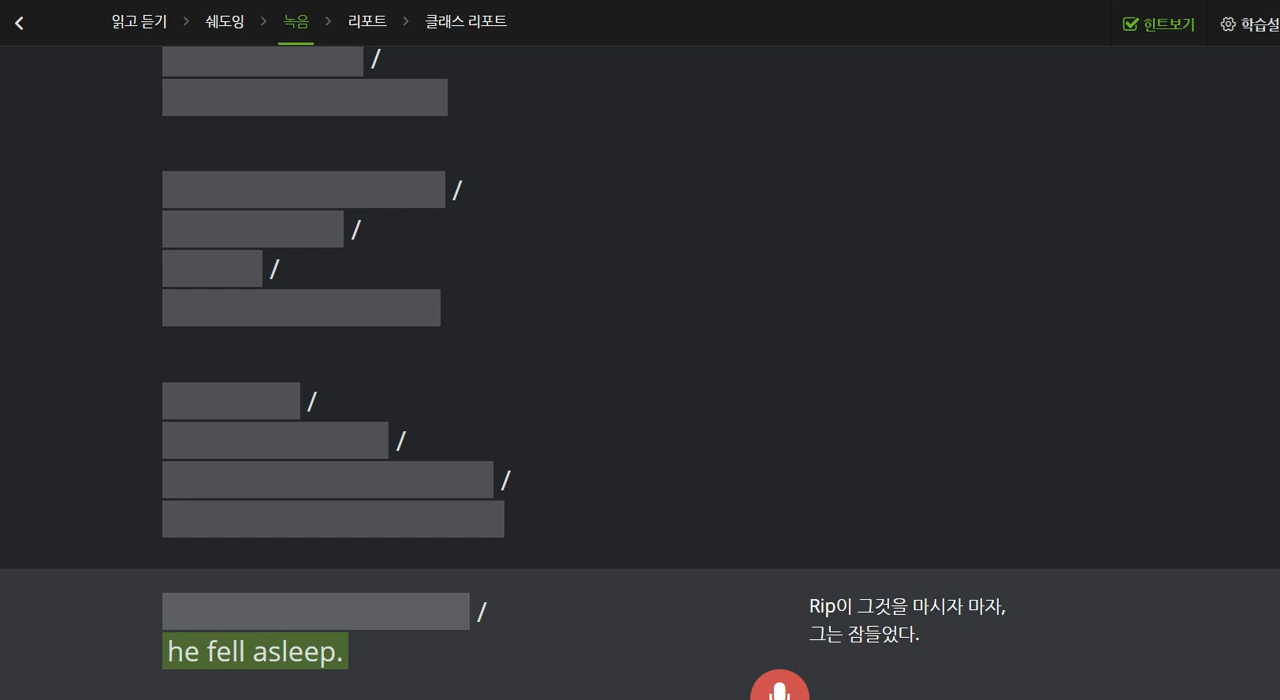 읽고 듣기 > 쉐도잉 > 녹음 > 리포트 > 클래스 리포트
힌트보기
학습설
/
/
/
/
/
/
/
/
he fell asleep.
Rip이 그것을 마시자 마자,
그는 잠들었다.